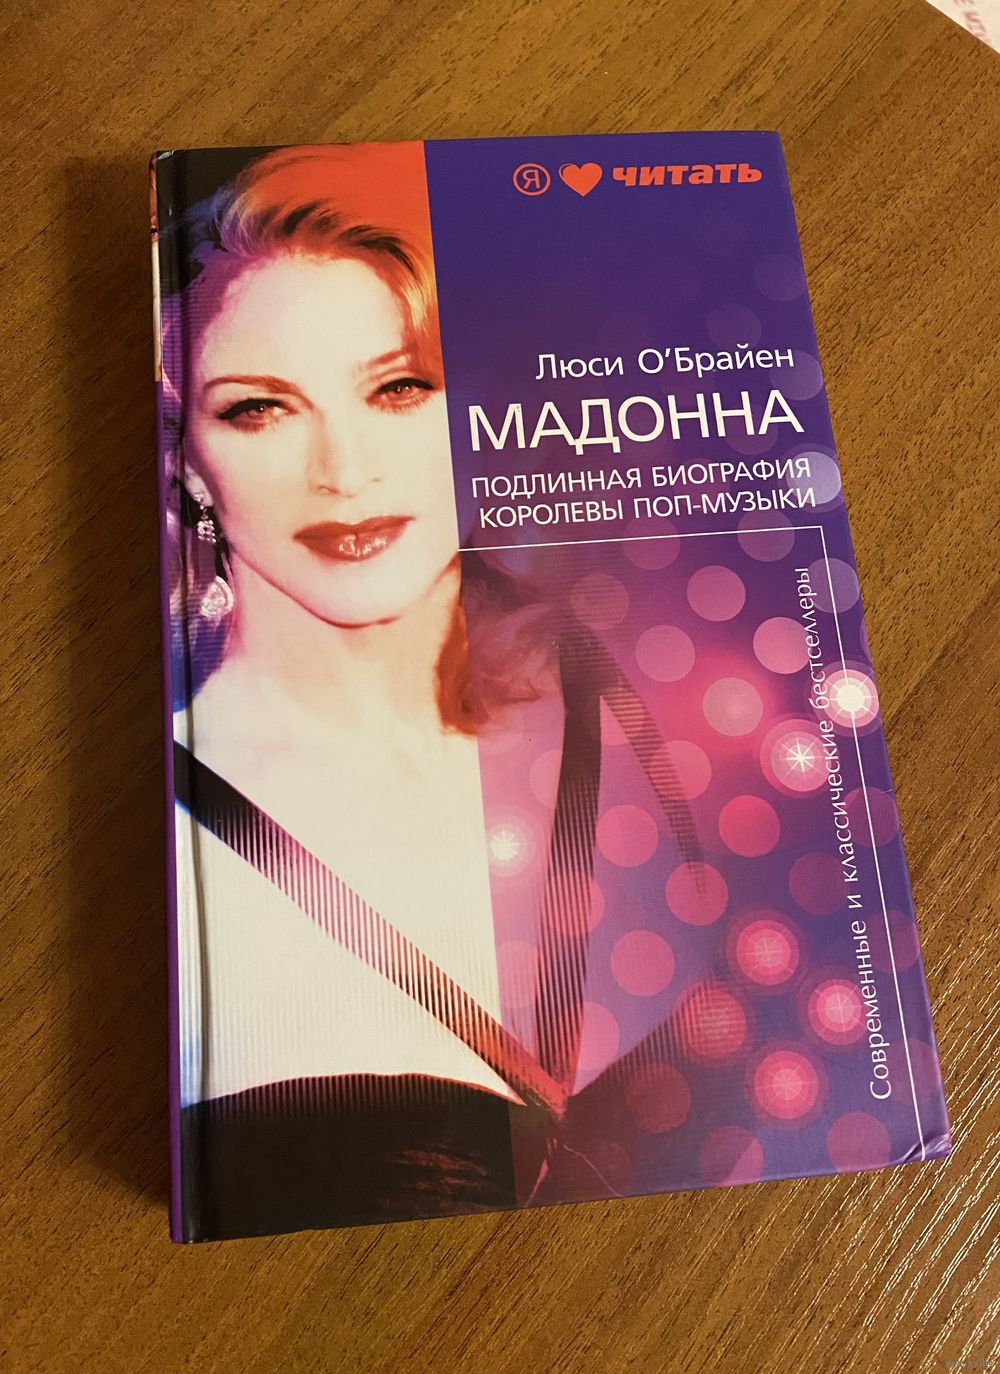 Я ❤ читать
Люси О'Брайен
МАДОННА
ПОДЛИННАЯ БИОГРАФИЯ
КОРОЛЕВЫ ПОП-МУЗЫКИ
Современные и классические бестселлеры